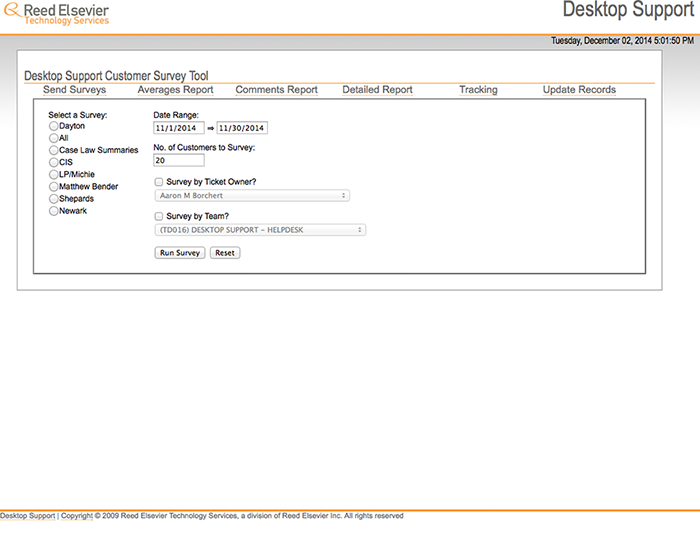 Reed Elsevier
Technology Services
Desktop Support
Tuesday, December 02, 2014 5:01:50 PM
Desktop Support Customer Survey Tool
Send Surveys Averages Report Comments Report Detailed Report Tracking Update Records
Select a Survey:
Dayton
All
Case Law Summaries
CIS
LP/Michie
Matthew Bender
Shepards
Newark
Date Range:
11/1/2014 ⇒ 11/30/2014
No. of Customers to Survey:
20
Survey by Ticket Owner?
Aaron M Borchert
Survey by Team?
(TD016) DESKTOP SUPPORT - HELPDESK
Run Survey Reset
Desktop Support | Copyright © 2009 Reed Elsevier Technology Services, a division of Reed Elsevier Inc. All rights reserved